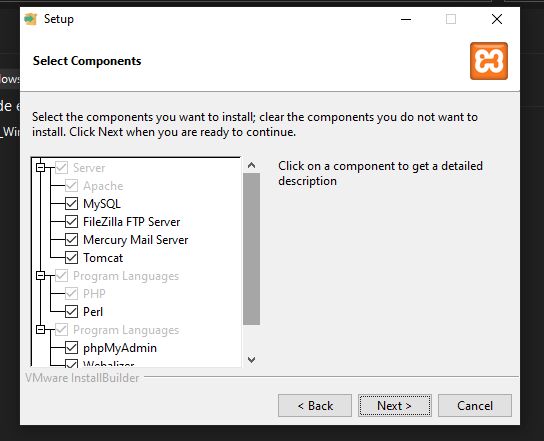 Setup
Select Components
Select the components you want to install; clear the components you do not want to
install. Click Next when you are ready to continue.
Server
Apache
MySQL
FileZilla FTP Server
Mercury Mail Server
Tomcat
Program Languages
PHP
Perl
Program Languages
phpMyAdmin
Webalizer
Click on a component to get a detailed
description
VMware InstallBuilder
< Back
Next >
Cancel